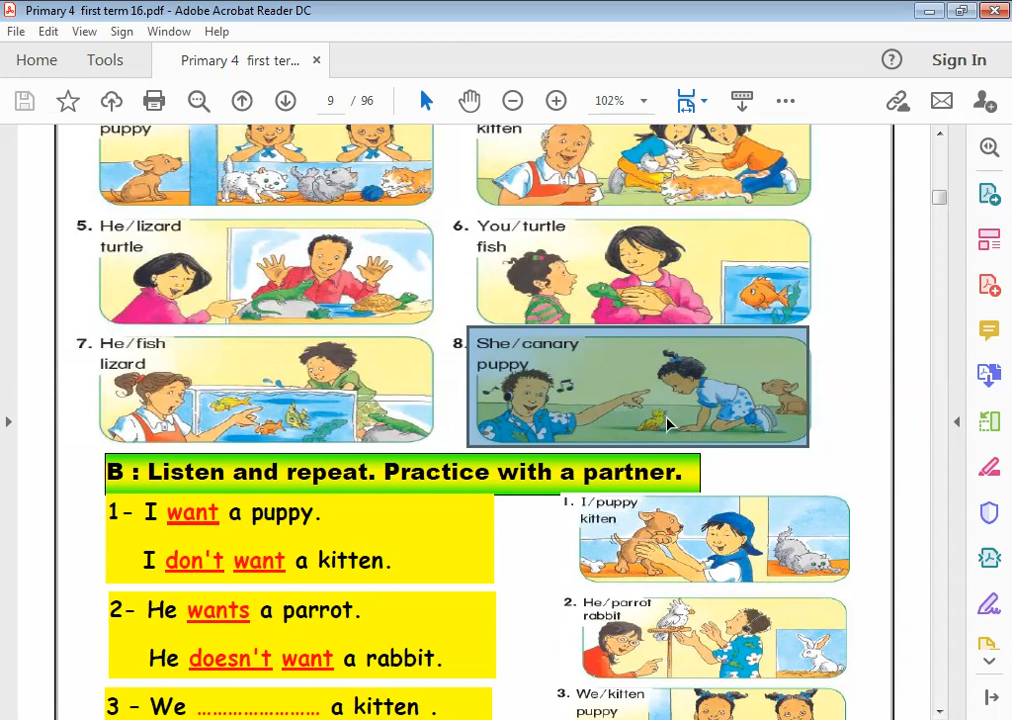 Primary 4 first term 16.pdf - Adobe Acrobat Reader DC
File Edit View Sign Window Help
Home Tools Primary 4 first ter... × Sign In
9 / 96 102%
puppy
kitten
5. He/lizard
turtle
6. You/turtle
fish
7. He/fish
lizard
8. She/canary
puppy
B : Listen and repeat. Practice with a partner.
1- I want a puppy.
I don't want a kitten.
2- He wants a parrot.
He doesn't want a rabbit.
3 - We ...................... a kitten .
1. I/puppy
kitten
2. He/parrot
rabbit
3. We/kitten
puppy